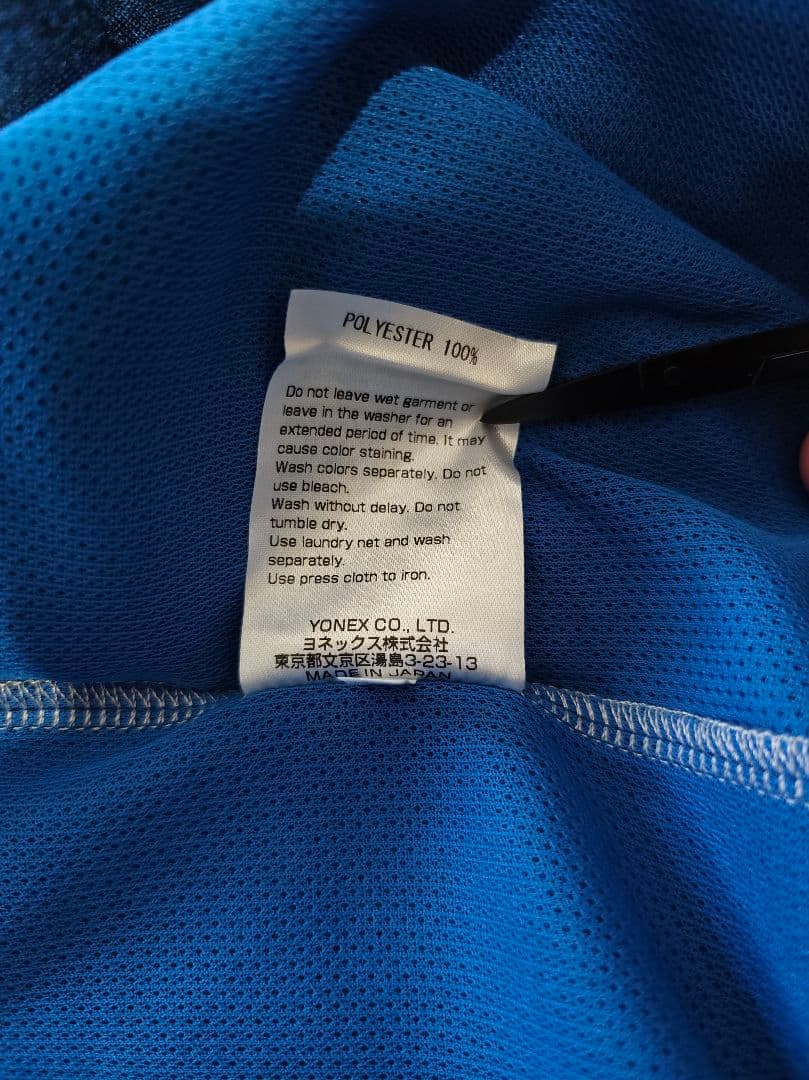 POLYESTER 100%
Do not leave wet garment or
leave in the washer for an
extended period of time. It may
cause color staining.
Wash colors separately. Do not
use bleach.
Wash without delay. Do not
tumble dry.
Use laundry net and wash
separately.
Use press cloth to iron.
YONEX CO., LTD.
ヨネックス株式会社
東京都文京区湯島3-23-13
MADE IN JAPAN